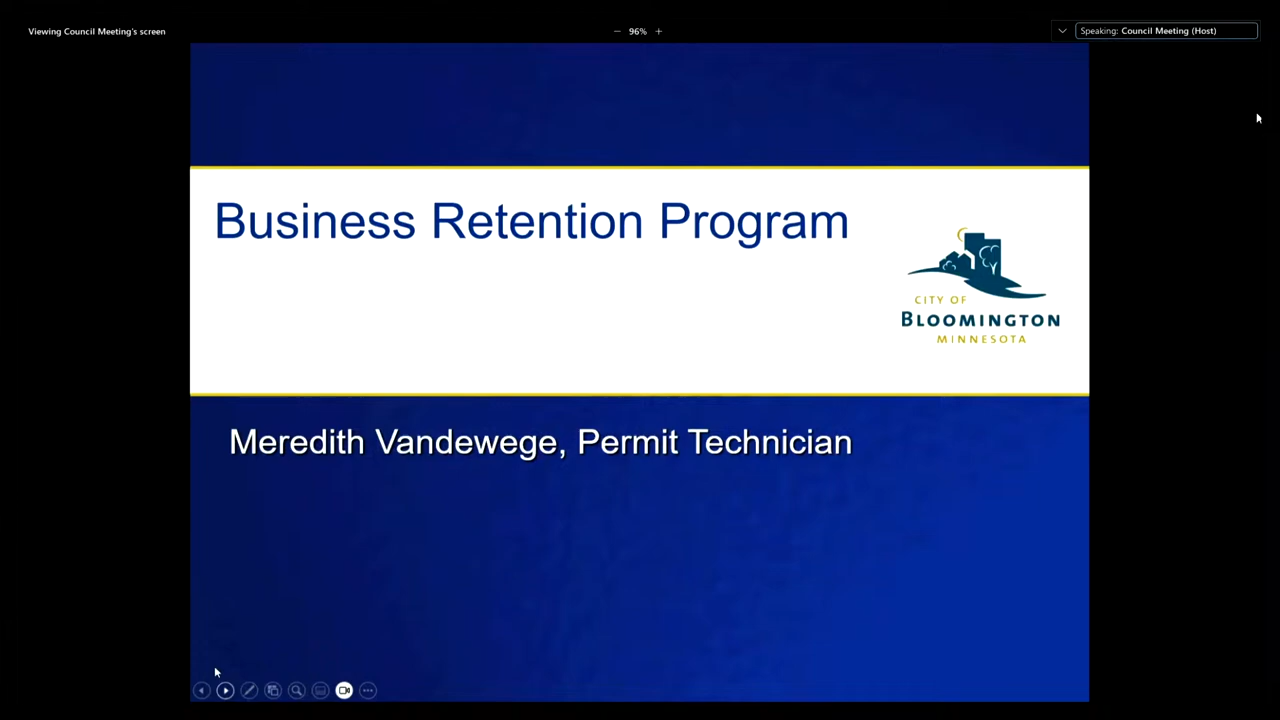 Viewing Council Meeting's screen
96%
Speaking: Council Meeting (Host)
Business Retention Program
CITY OF
BLOOMINGTON
MINNESOTA
Meredith Vandewege, Permit Technician